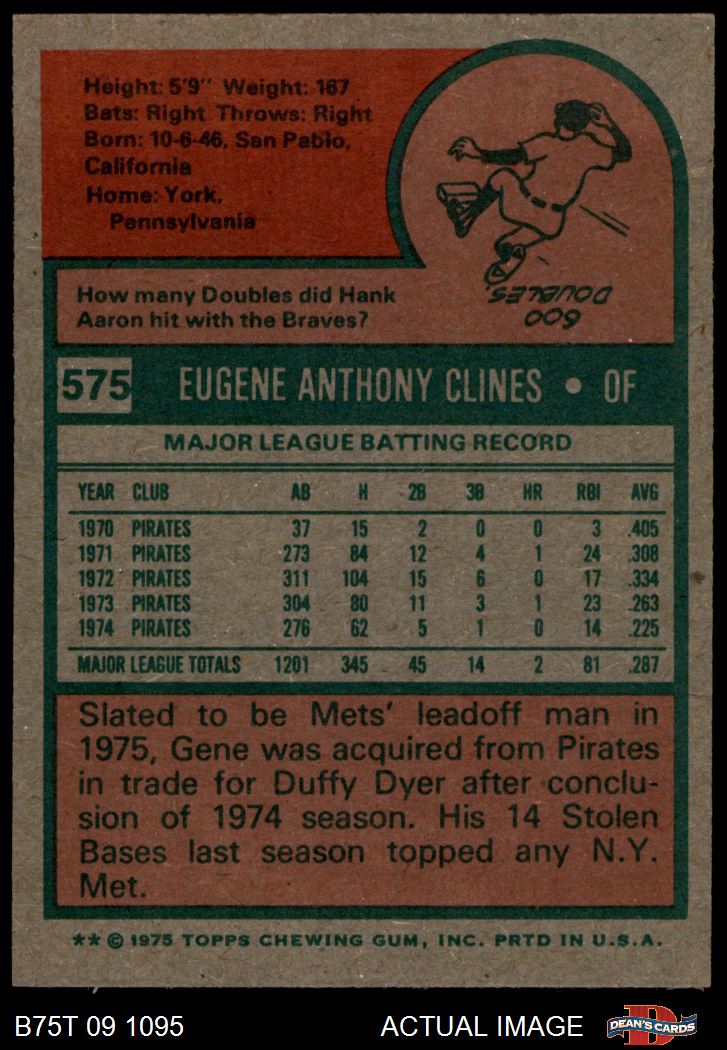 Height: 5'9" Weight: 167
Bats: Right Throws: Right
Born: 10-6-46, San Pablo,
California
Home: York,
Pennsylvania
How many Doubles did Hank
Aaron hit with the Braves?
600
DOUBLES.
575 EUGENE ANTHONY CLINES • OF
MAJOR LEAGUE BATTING RECORD
YEAR CLUB AB H 2B 3B HR RBI AVG
1970 PIRATES 37 15 2 0 0 3 .405
1971 PIRATES 273 84 12 4 1 24 .308
1972 PIRATES 311 104 15 6 0 17 .334
1973 PIRATES 304 80 11 3 1 23 .263
1974 PIRATES 276 62 5 1 0 14 .225
MAJOR LEAGUE TOTALS 1201 345 45 14 2 81 .287
Slated to be Mets' leadoff man in
1975, Gene was acquired from Pirates
in trade for Duffy Dyer after conclu-
sion of 1974 season. His 14 Stolen
Bases last season topped any N.Y.
Met.
** © 1975 TOPPS CHEWING GUM, INC. PRTD IN U.S.A.
B75T 09 1095 ACTUAL IMAGE DEAN'S CARDS